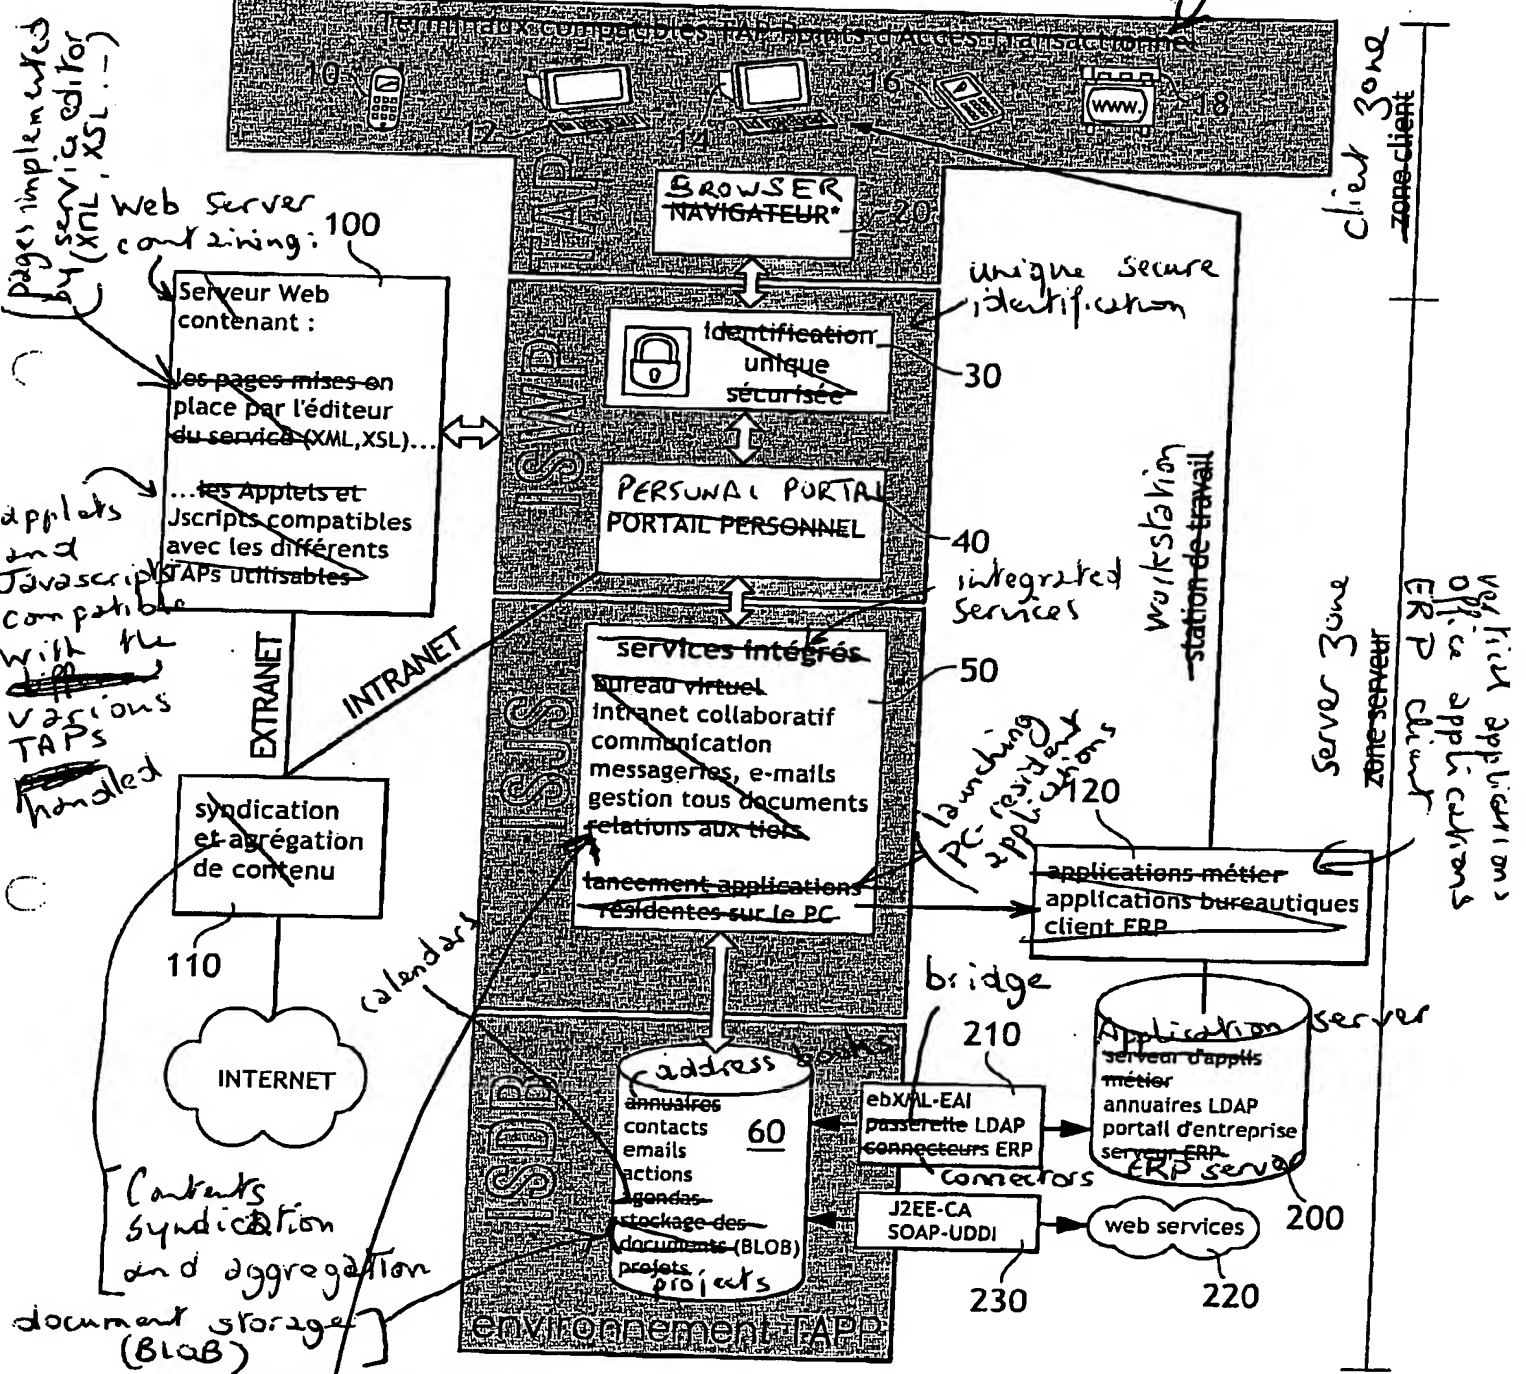 Terminaux compatibles TAP Points d'Accès Transactionnel
10
12
14
16
18
www.
TAP
BROWSER
NAVIGATEUR*
20
client zone
zone client
pages implemented
by service editor
(XML, XSL...)
Web Server
containing:
100
Serveur Web
contenant :
les pages mises en
place par l'éditeur
du service (XML,XSL)...
...les Applets et
Jscripts compatibles
avec les différents
TAPs utilisables
applets
and
Javascripts
compatible
with the
various
TAPs
handled
ISWP
unique secure
identification
identification
unique
sécurisée
30
PERSONAL PORTAL
PORTAIL PERSONNEL
40
integrated
services
workstation
station de travail
Server zone
zone serveur
vertical applications
office applications
ERP client
EXTRANET
INTRANET
ISUS
services intégrés
50
bureau virtuel
intranet collaboratif
communication
messageries, e-mails
gestion tous documents
relations aux tiers
lancement applications
résidentes sur le PC
launching
PC-resident
applications
120
applications métier
applications bureautiques
client ERP
syndication
et agrégation
de contenu
110
INTERNET
calendars
Contents
syndication
and aggregation
document storage
(BLOB)
ISDB
address books
annuaires
contacts
emails
actions
agendas
stockage des
documents (BLOB)
projets
projects
60
environnement TAPP
bridge
210
ebXML-EAI
passerelle LDAP
connecteurs ERP
connectors
J2EE-CA
SOAP-UDDI
230
Application server
serveur d'applis
métier
annuaires LDAP
portail d'entreprise
serveur ERP
ERP server
200
web services
220